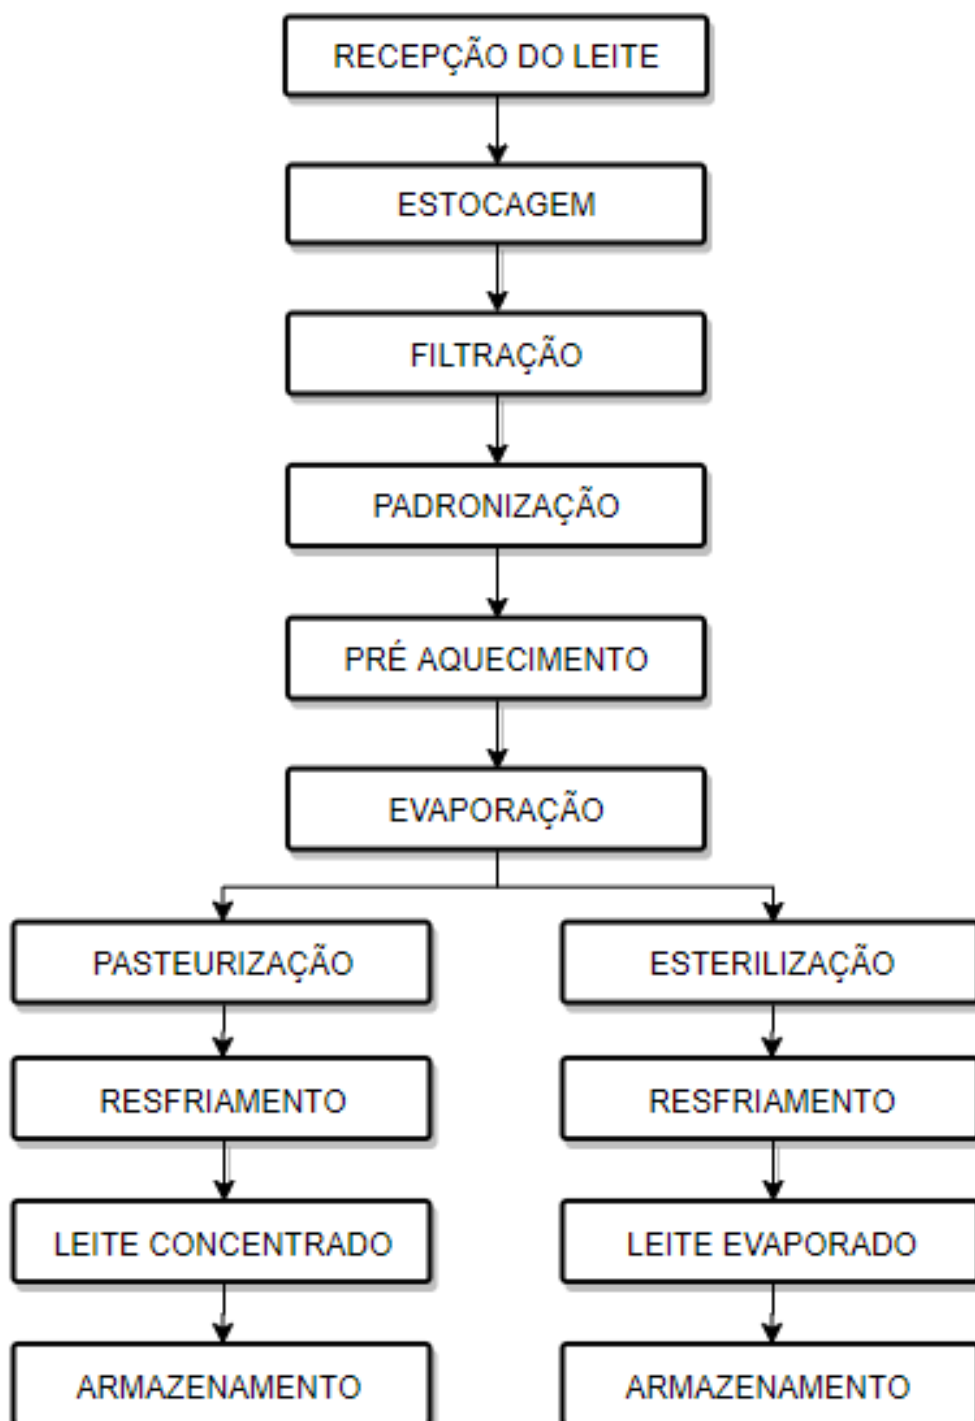 RECEPÇÃO DO LEITE
ESTOCAGEM
FILTRAÇÃO
PADRONIZAÇÃO
PRÉ AQUECIMENTO
EVAPORAÇÃO
PASTEURIZAÇÃO
RESFRIAMENTO
LEITE CONCENTRADO
ARMAZENAMENTO
ESTERILIZAÇÃO
RESFRIAMENTO
LEITE EVAPORADO
ARMAZENAMENTO